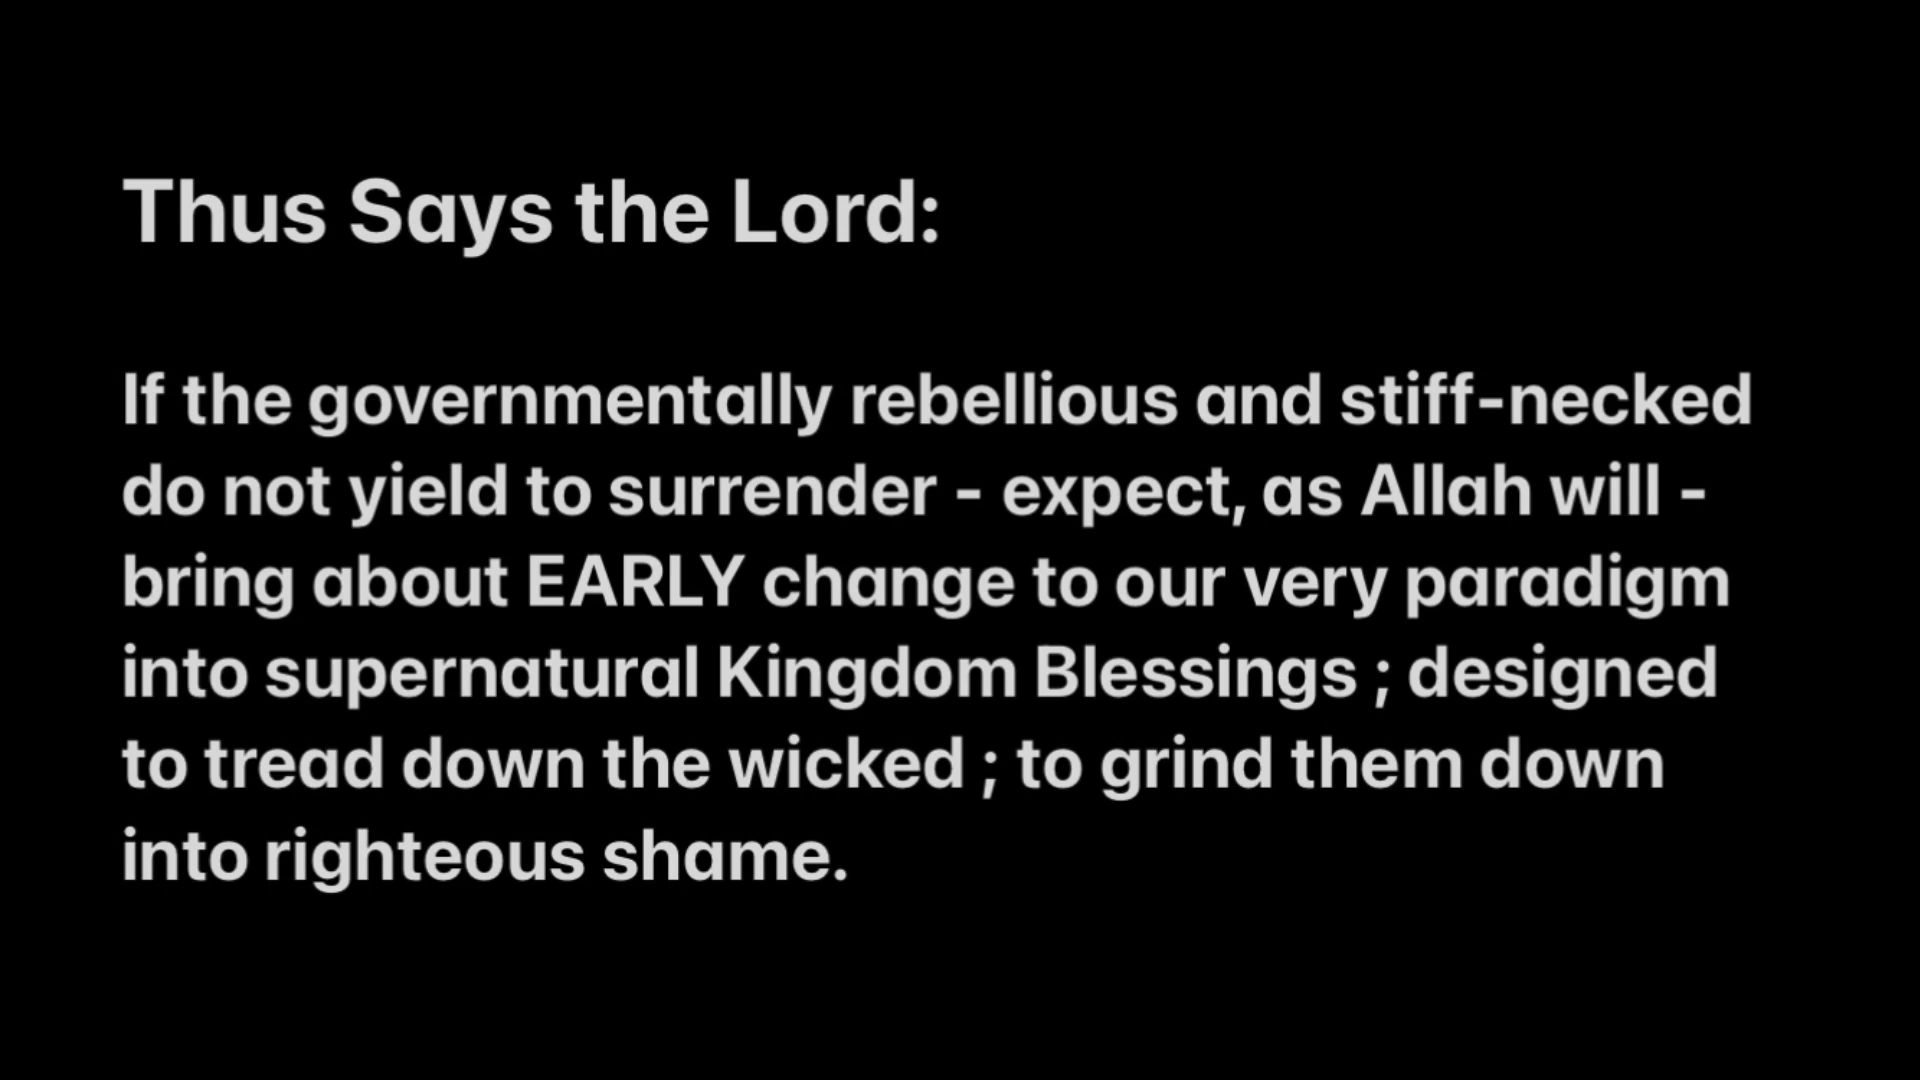 Thus Says the Lord:
If the governmentally rebellious and stiff-necked
do not yield to surrender - expect, as Allah will -
bring about EARLY change to our very paradigm
into supernatural Kingdom Blessings ; designed
to tread down the wicked ; to grind them down
into righteous shame.